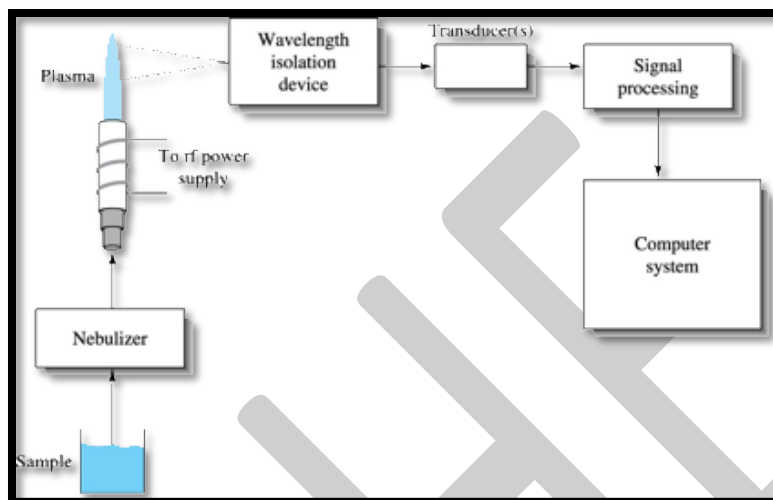 Plasma
Wavelength
isolation
device
Transducer(s)
Signal
processing
To rf power
supply
Computer
system
Nebulizer
Sample